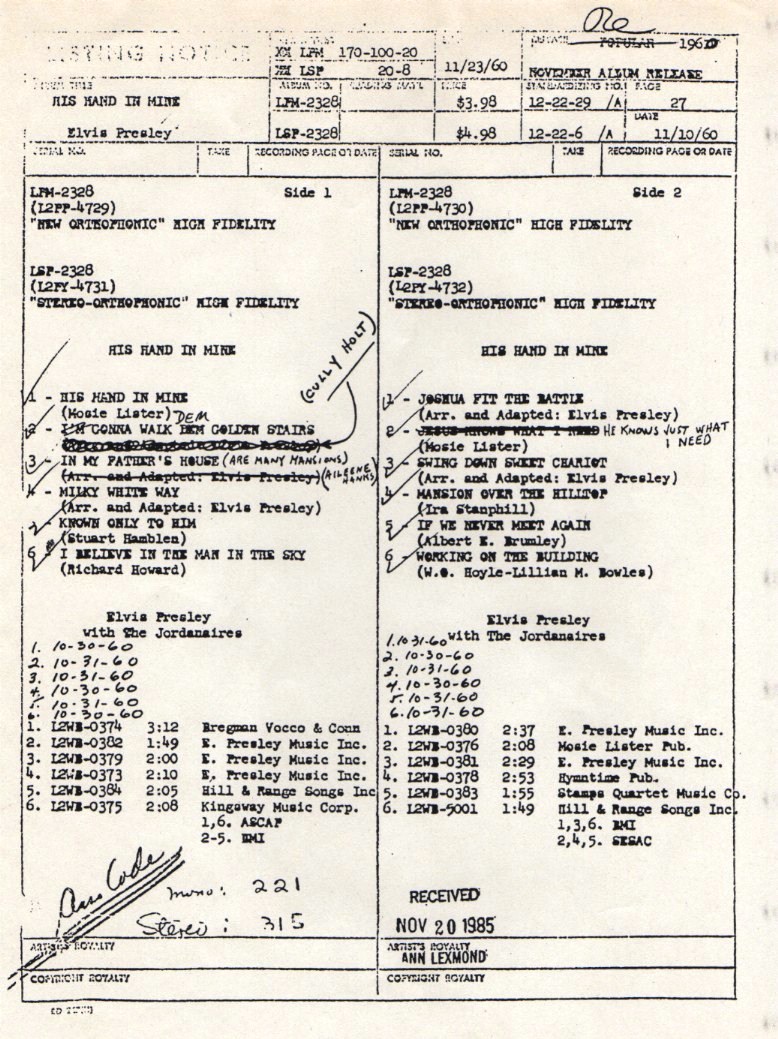 Re
LISTING NOTICE
XX LPM 170-100-20
XX LSP 20-8
11/23/60
POPULAR 1960
NOVEMBER ALBUM RELEASE
ALBUM NO. PRICE STANDARDIZING NO. PAGE
HIS HAND IN MINE LPM-2328 $3.98 12-22-29 /A 27
DATE
Elvis Presley LSP-2328 $4.98 12-22-6 /A 11/10/60
SERIAL NO. TAKE RECORDING PAGE OR DATE SERIAL NO. TAKE RECORDING PAGE OR DATE
LPM-2328 Side 1
(L2PP-4729)
"NEW ORTHOPHONIC" HIGH FIDELITY
LSP-2328
(L2PY-4731)
"STEREO-ORTHOPHONIC" HIGH FIDELITY
HIS HAND IN MINE
(CULLY HOLT)
1 - HIS HAND IN MINE
(Mosie Lister)
DEM
2 - I'M GONNA WALK DEM GOLDEN STAIRS
3 - IN MY FATHER'S HOUSE (ARE MANY MANSIONS)
(Arr. and Adapted: Elvis Presley) (AILEENE HANKS)
4 - MILKY WHITE WAY
(Arr. and Adapted: Elvis Presley)
- KNOWN ONLY TO HIM
(Stuart Hamblen)
6 - I BELIEVE IN THE MAN IN THE SKY
(Richard Howard)
Elvis Presley
with The Jordanaires
1. 10-30-60
2. 10-31-60
3. 10-31-60
4. 10-30-60
5. 10-31-60
6. 10-30-60
1. L2WB-0374 3:12 Bregman Vocco & Conn
2. L2WB-0382 1:49 E. Presley Music Inc.
3. L2WB-0379 2:00 E. Presley Music Inc.
4. L2WB-0373 2:10 E. Presley Music Inc.
5. L2WB-0384 2:05 Hill & Range Songs Inc
6. L2WB-0375 2:08 Kingsway Music Corp.
1,6. ASCAP
2-5. BMI
Ann Code
mono: 221
Stereo: 315
ARTIST'S ROYALTY
COPYRIGHT ROYALTY
LPM-2328 Side 2
(L2PP-4730)
"NEW ORTHOPHONIC" HIGH FIDELITY
LSP-2328
(L2PY-4732)
"STEREO-ORTHOPHONIC" HIGH FIDELITY
HIS HAND IN MINE
1 - JOSHUA FIT THE BATTLE
(Arr. and Adapted: Elvis Presley)
2 - JESUS KNOWS WHAT I NEED HE KNOWS JUST WHAT I NEED
(Mosie Lister)
3 - SWING DOWN SWEET CHARIOT
(Arr. and Adapted: Elvis Presley)
4 - MANSION OVER THE HILLTOP
(Ira Stanphill)
5 - IF WE NEVER MEET AGAIN
(Albert E. Brumley)
6 - WORKING ON THE BUILDING
(W.O. Hoyle-Lillian M. Bowles)
Elvis Presley
with The Jordanaires
1. 10-31-60
2. 10-30-60
3. 10-31-60
4. 10-30-60
5. 10-31-60
6. 10-31-60
1. L2WB-0380 2:37 E. Presley Music Inc.
2. L2WB-0376 2:08 Mosie Lister Pub.
3. L2WB-0381 2:29 E. Presley Music Inc.
4. L2WB-0378 2:53 Hymntime Pub.
5. L2WB-0383 1:55 Stamps Quartet Music Co.
6. L2WB-5001 1:49 Hill & Range Songs Inc.
1,3,6. BMI
2,4,5. SESAC
RECEIVED
NOV 20 1985
ARTIST'S ROYALTY
ANN LEXMOND
COPYRIGHT ROYALTY